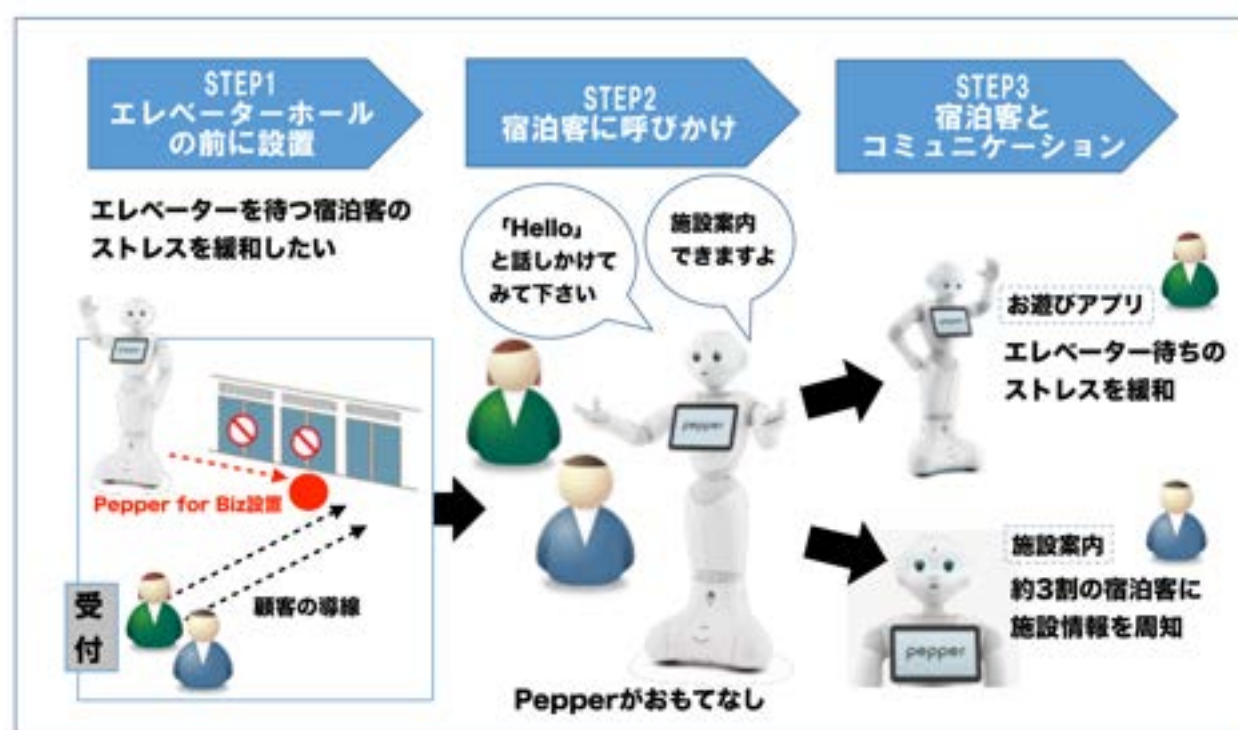 STEP1
エレベーターホール
の前に設置
エレベーターを待つ宿泊客の
ストレスを緩和したい
pepper
Pepper for Biz設置
受
付
顧客の導線
STEP2
宿泊客に呼びかけ
「Hello」
と話しかけて
みて下さい
施設案内
できますよ
pepper
Pepperがおもてなし
STEP3
宿泊客と
コミュニケーション
pepper
お遊びアプリ
エレベーター待ちの
ストレスを緩和
施設案内
約3割の宿泊客に
施設情報を周知
pepper